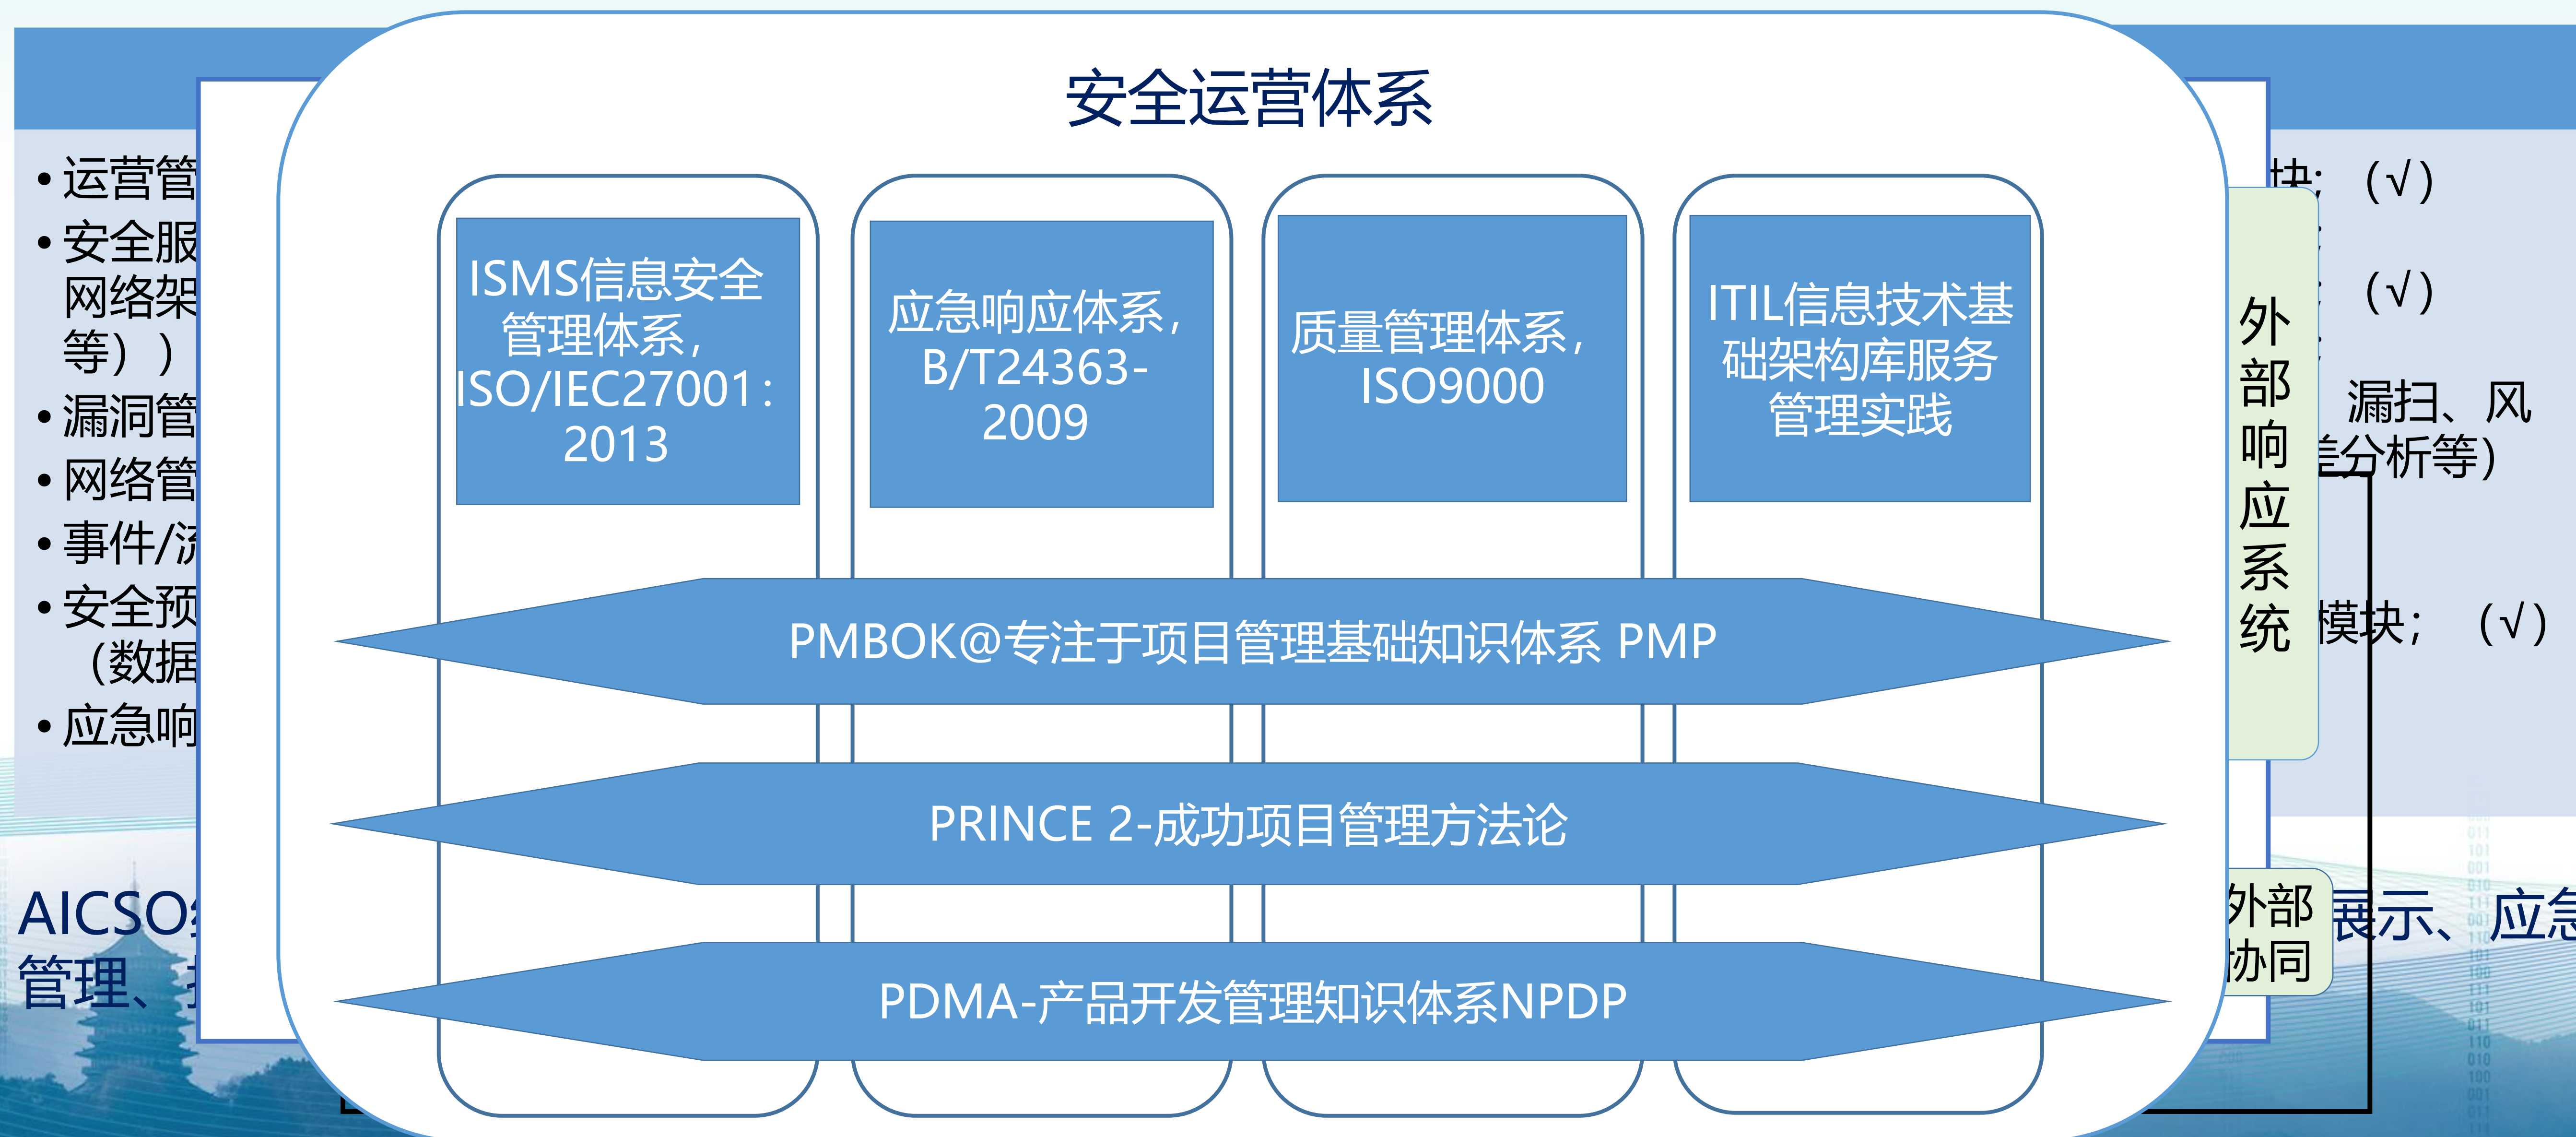 安全运营体系
• 运营管
• 安全服
网络架
等））
• 漏洞管
• 网络管
• 事件/
• 安全预
（数据
• 应急响
ISMS信息安全
管理体系，
ISO/IEC27001：
2013
应急响应体系，
B/T24363-
2009
质量管理体系，
ISO9000
ITIL信息技术基
础架构库服务
管理实践
PMBOK@专注于项目管理基础知识体系 PMP
PRINCE 2-成功项目管理方法论
PDMA-产品开发管理知识体系NPDP
块；（√）
；
；（√）
；
漏扫、风
差分析等）
模块；（√）
外
部
响
应
系
统
外部
协同
AICSO
管理、
展示、应急